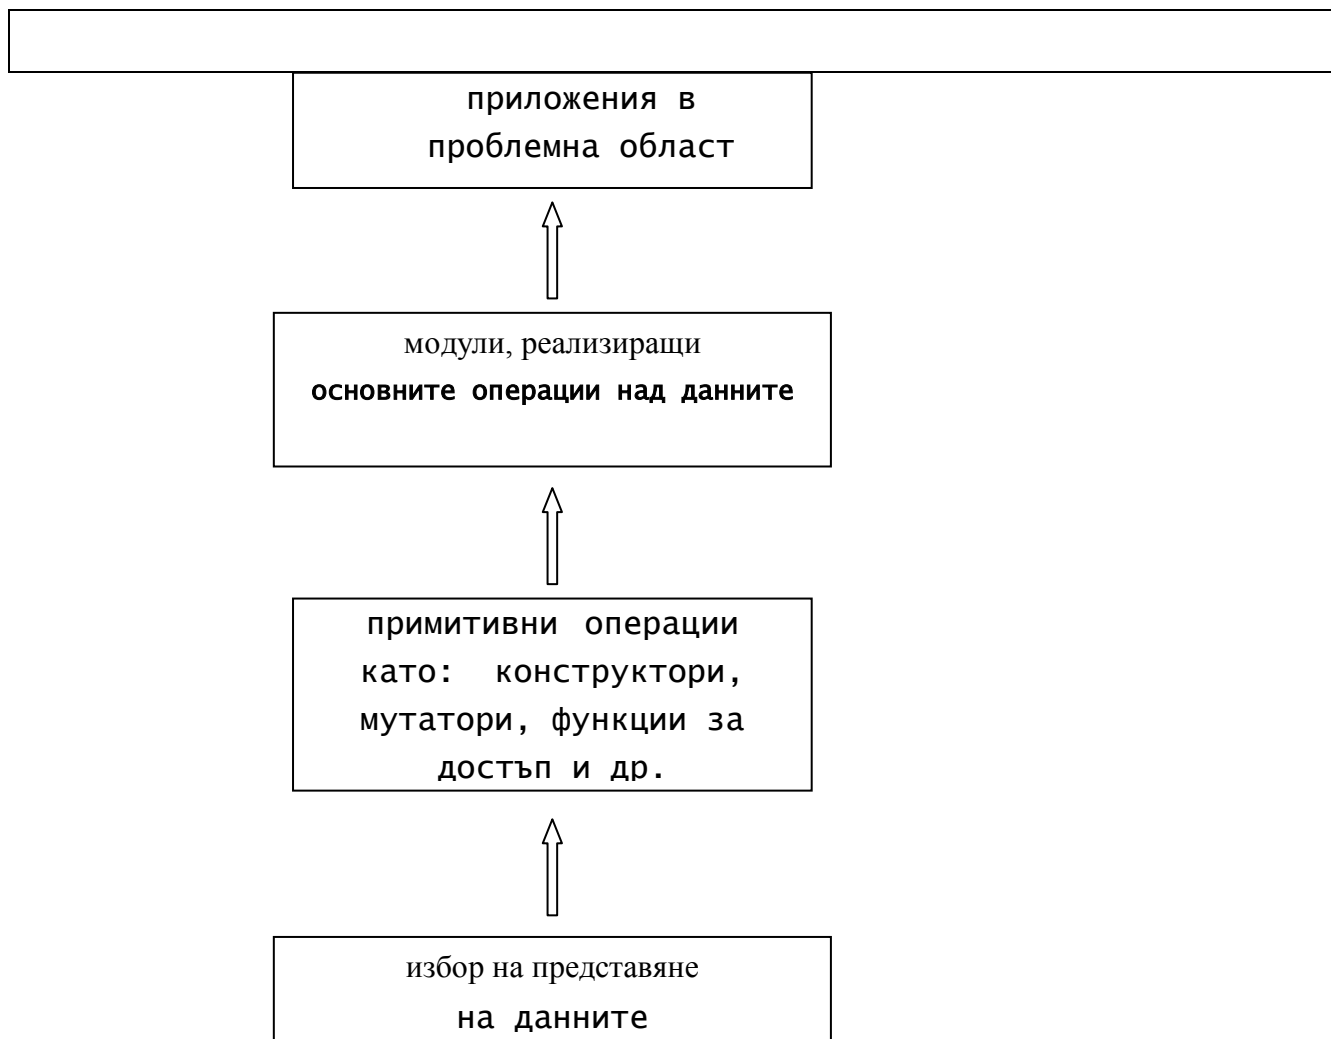 приложения в
проблемна област
модули, реализиращи
основните операции над данните
примитивни операции
като: конструктори,
мутатори, функции за
достъп и др.
избор на представяне
на данните